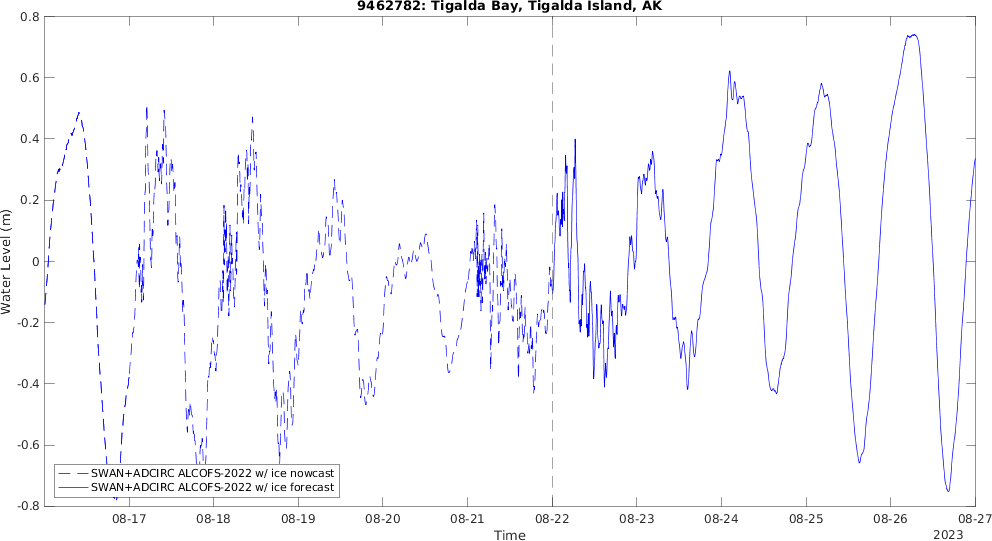 9462782: Tigalda Bay, Tigalda Island, AK
Water Level (m)
0.8
0.6
0.4
0.2
0
-0.2
-0.4
-0.6
-0.8
SWAN+ADCIRC ALCOFS-2022 w/ ice nowcast
SWAN+ADCIRC ALCOFS-2022 w/ ice forecast
08-17 08-18 08-19 08-20 08-21 08-22 08-23 08-24 08-25 08-26 08-27
Time
2023